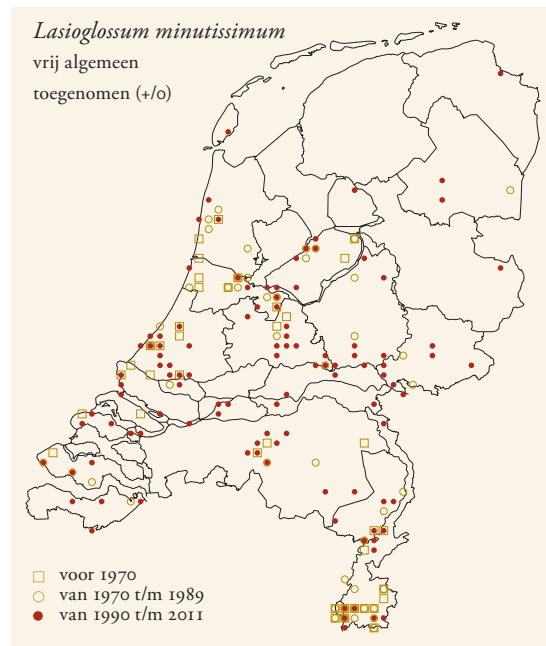 Lasioglossum minutissimum
vrij algemeen
toegenomen (+/0)
voor 1970
van 1970 t/m 1989
van 1990 t/m 2011